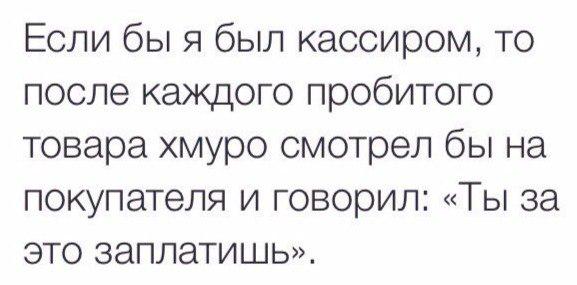 Если бы я был кассиром, то
после каждого пробитого
товара хмуро смотрел бы на
покупателя и говорил: «Ты за
это заплатишь».